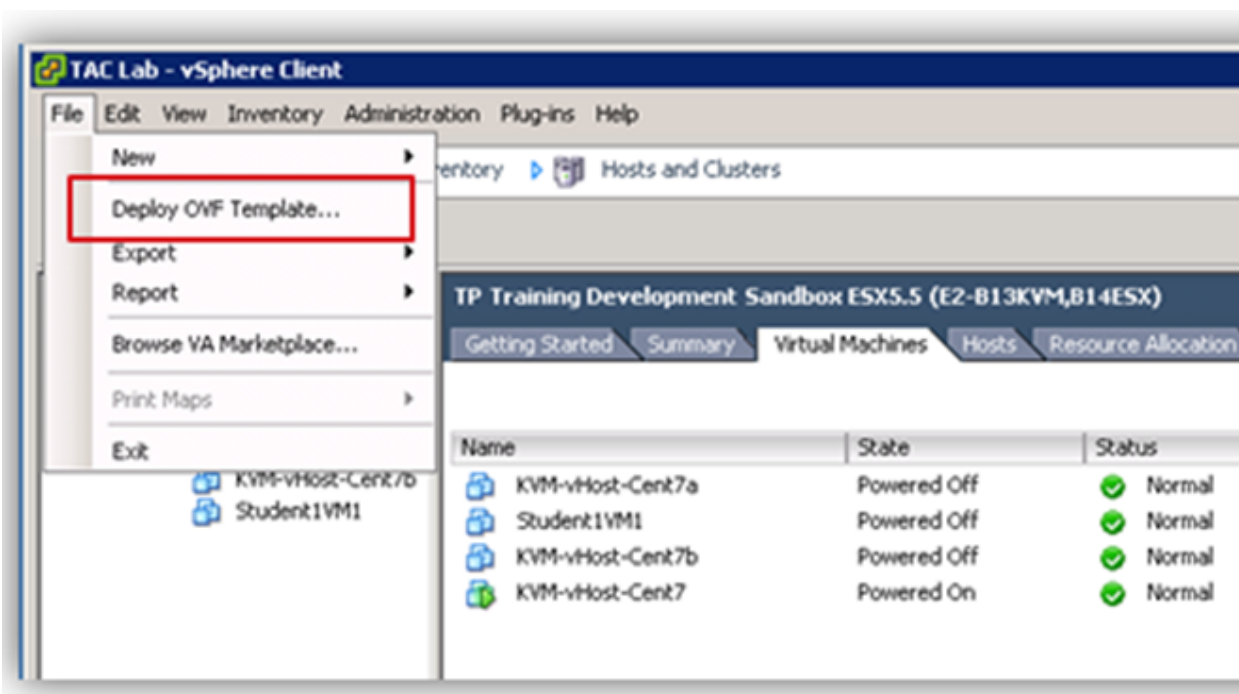 TAC Lab - vSphere Client
File Edit View Inventory Administration Plug-ins Help
New
entory Hosts and Clusters
Deploy OVF Template...
Export
Report
TP Training Development Sandbox ESX5.5 (E2-B13KVM,B14ESX)
Browse VA Marketplace...
Getting Started Summary Virtual Machines Hosts Resource Allocation
Print Maps
Exit
Name State Status
KVM-vHost-Cent7b
Student1VM1
KVM-vHost-Cent7a Powered Off Normal
Student1VM1 Powered Off Normal
KVM-vHost-Cent7b Powered Off Normal
KVM-vHost-Cent7 Powered On Normal